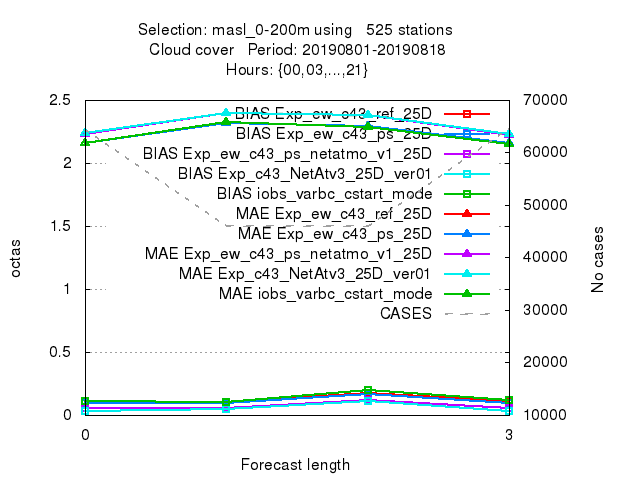 Selection: masl_0-200m using   525 stations
Cloud cover   Period: 20190801-20190818
Hours: {00,03,...,21}
2.5
2
1.5
1
0.5
0
octas
BIAS Exp_ew_c43_ref_25D
BIAS Exp_ew_c43_ps_25D
BIAS Exp_ew_c43_ps_netatmo_v1_25D
BIAS Exp_c43_NetAtv3_25D_ver01
BIAS iobs_varbc_cstart_mode
MAE Exp_ew_c43_ref_25D
MAE Exp_ew_c43_ps_25D
MAE Exp_ew_c43_ps_netatmo_v1_25D
MAE Exp_c43_NetAtv3_25D_ver01
MAE iobs_varbc_cstart_mode
CASES
70000
60000
50000
40000
30000
20000
10000
No cases
0
3
Forecast length